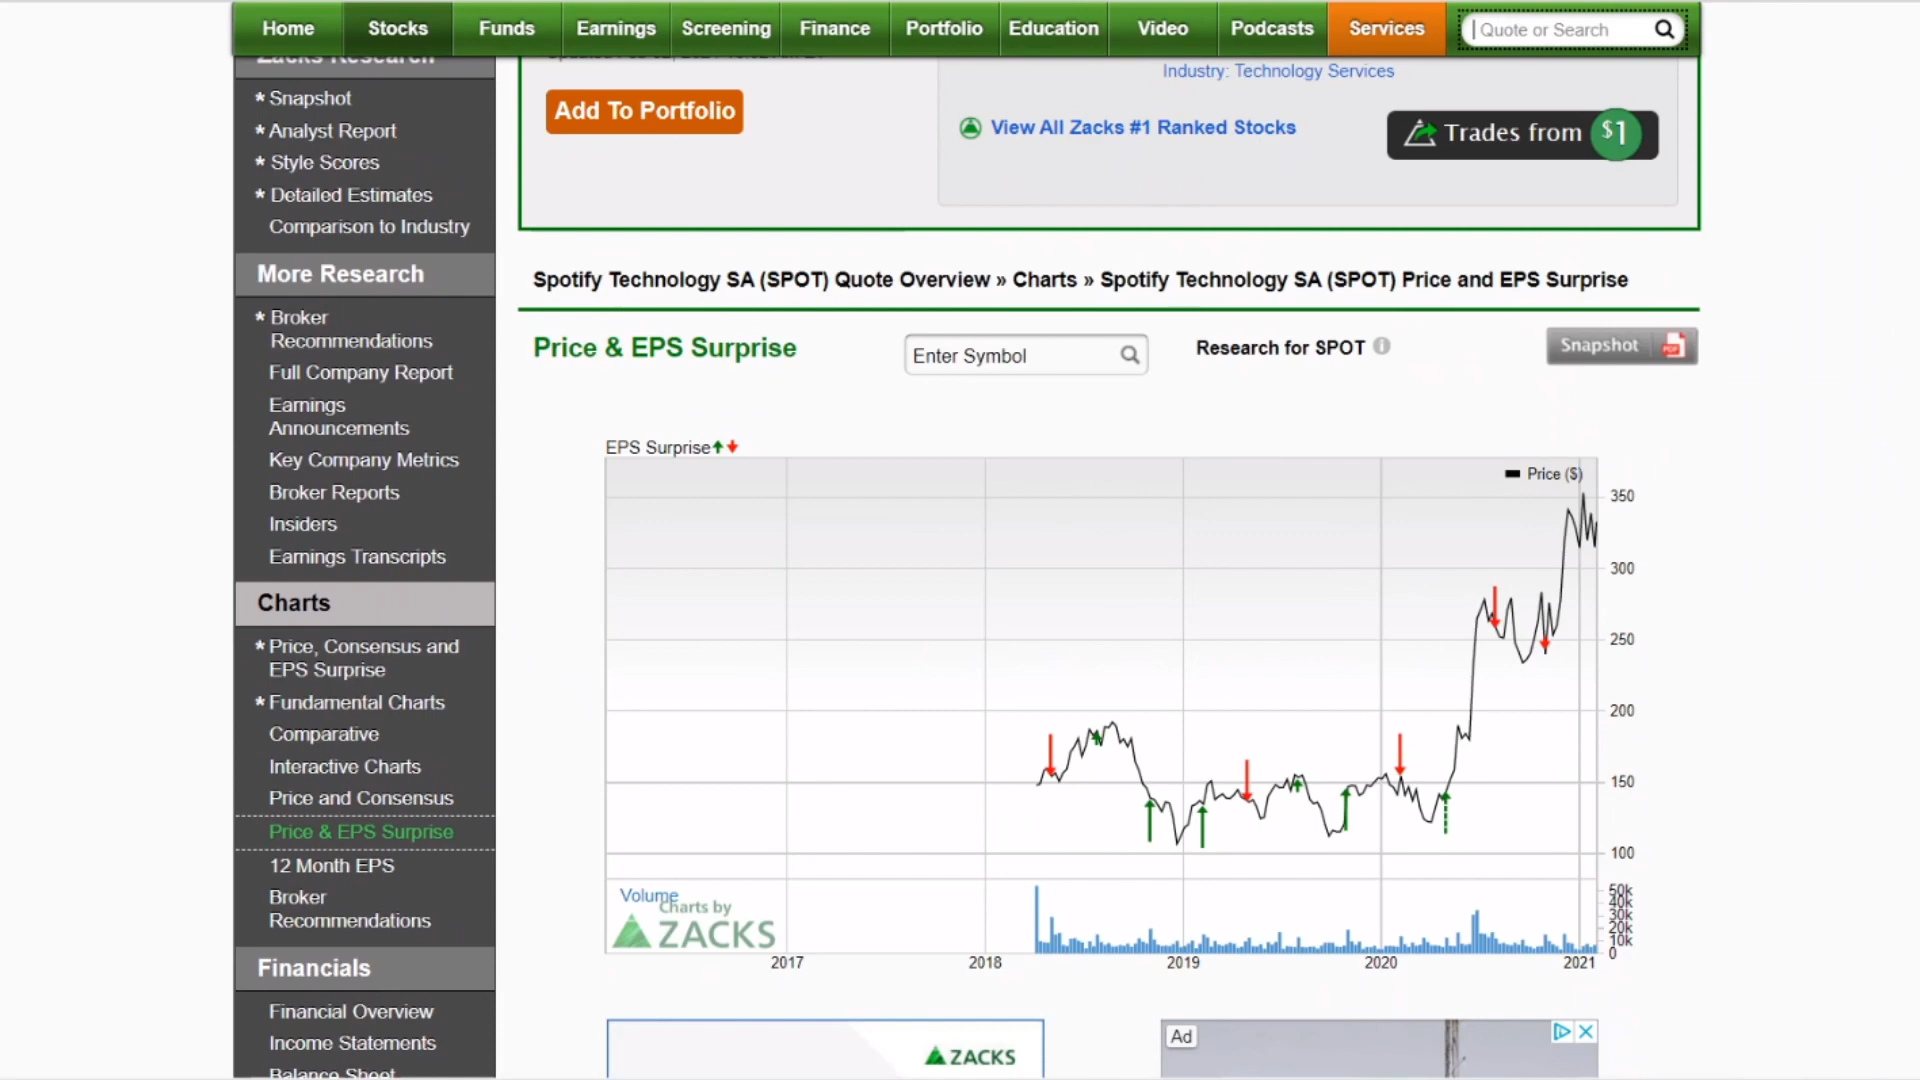 Home
Stocks
Funds
Earnings
Screening
Finance
Portfolio
Education
Video
Podcasts
Services
Quote or Search
Zacks Research
* Snapshot
* Analyst Report
* Style Scores
* Detailed Estimates
Comparison to Industry
More Research
* Broker
Recommendations
Full Company Report
Earnings
Announcements
Key Company Metrics
Broker Reports
Insiders
Earnings Transcripts
Charts
* Price, Consensus and
EPS Surprise
* Fundamental Charts
Comparative
Interactive Charts
Price and Consensus
Price & EPS Surprise
12 Month EPS
Broker
Recommendations
Financials
Financial Overview
Income Statements
Balance Sheet
Industry: Technology Services
Add To Portfolio
View All Zacks #1 Ranked Stocks
Trades from $1
Spotify Technology SA (SPOT) Quote Overview » Charts » Spotify Technology SA (SPOT) Price and EPS Surprise
Price & EPS Surprise
Enter Symbol
Research for SPOT
Snapshot
PDF
EPS Surprise
Price ($)
350
300
250
200
150
100
50k
40k
30k
20k
10k
0
Volume
Charts by
ZACKS
2017
2018
2019
2020
2021
ZACKS
Ad